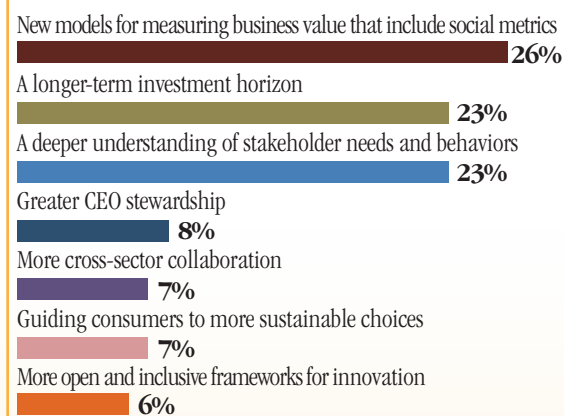 New models for measuring business value that include social metrics
26%
A longer-term investment horizon
23%
A deeper understanding of stakeholder needs and behaviors
23%
Greater CEO stewardship
8%
More cross-sector collaboration
7%
Guiding consumers to more sustainable choices
7%
More open and inclusive frameworks for innovation
6%